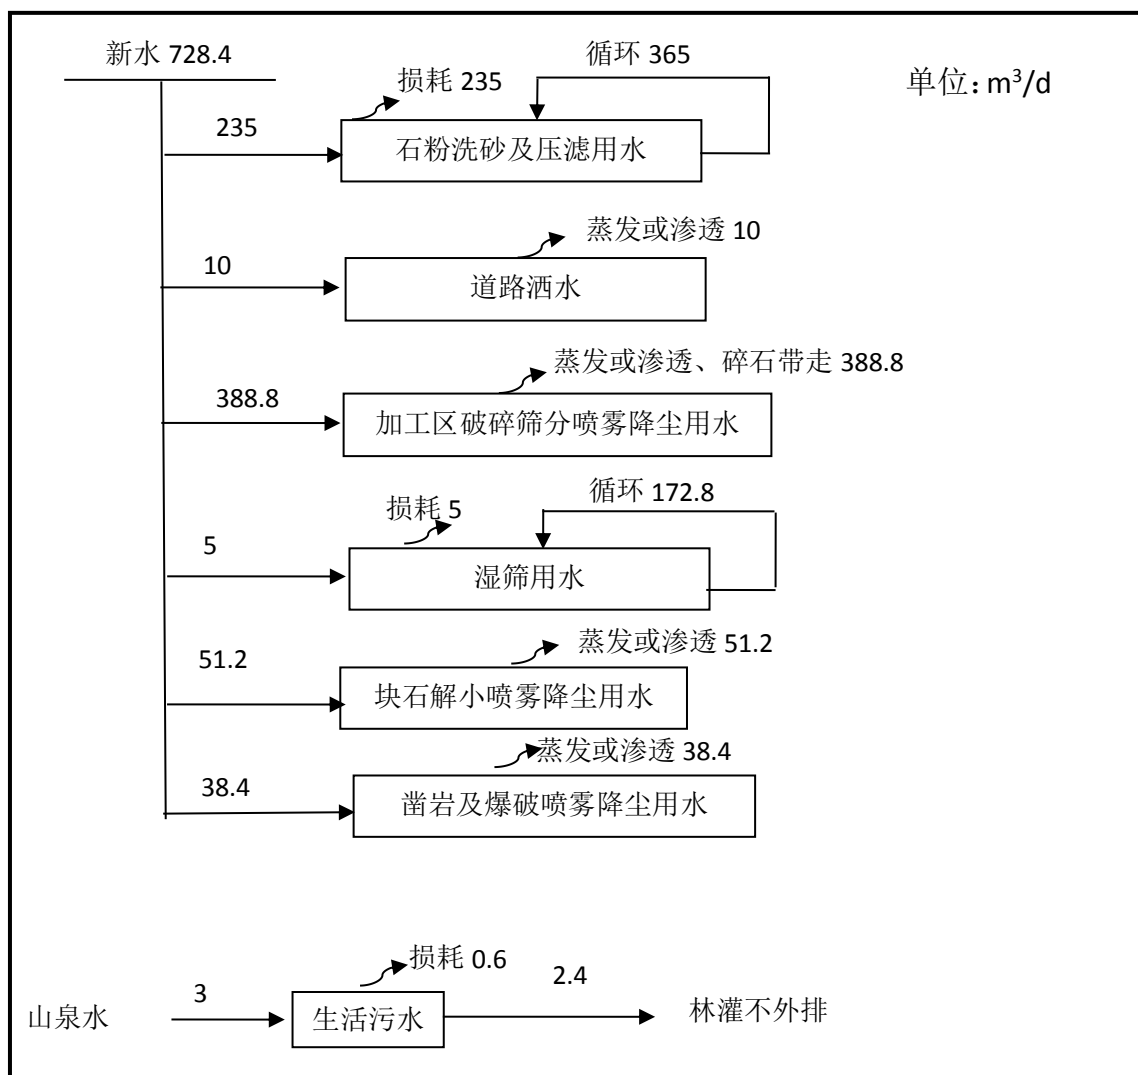 新水 728.4
循环 365
单位：m³/d
损耗 235
235
石粉洗砂及压滤用水
蒸发或渗透 10
10
道路洒水
蒸发或渗透、碎石带走 388.8
388.8
加工区破碎筛分喷雾降尘用水
循环 172.8
损耗 5
5
湿筛用水
蒸发或渗透 51.2
51.2
块石解小喷雾降尘用水
蒸发或渗透 38.4
38.4
凿岩及爆破喷雾降尘用水
损耗 0.6
2.4
3
山泉水
生活污水
林灌不外排